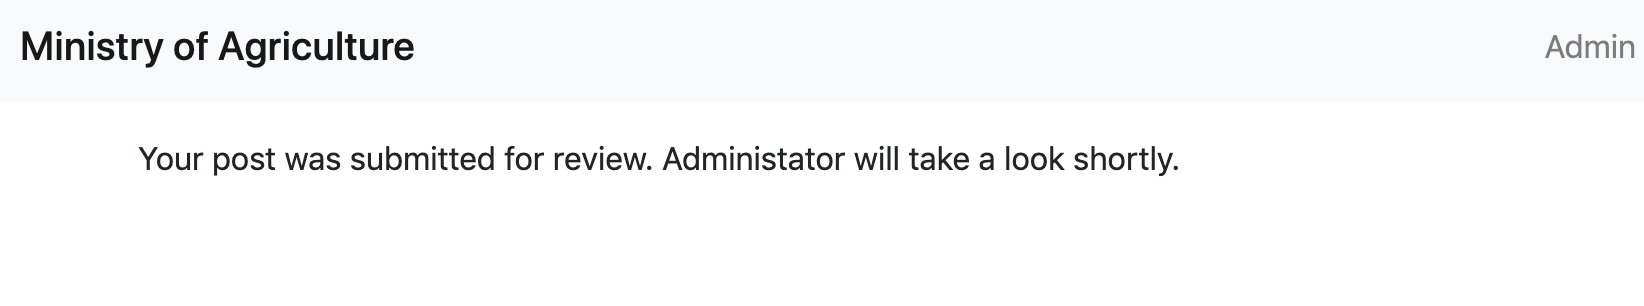 Ministry of Agriculture
Admin
Your post was submitted for review. Administator will take a look shortly.